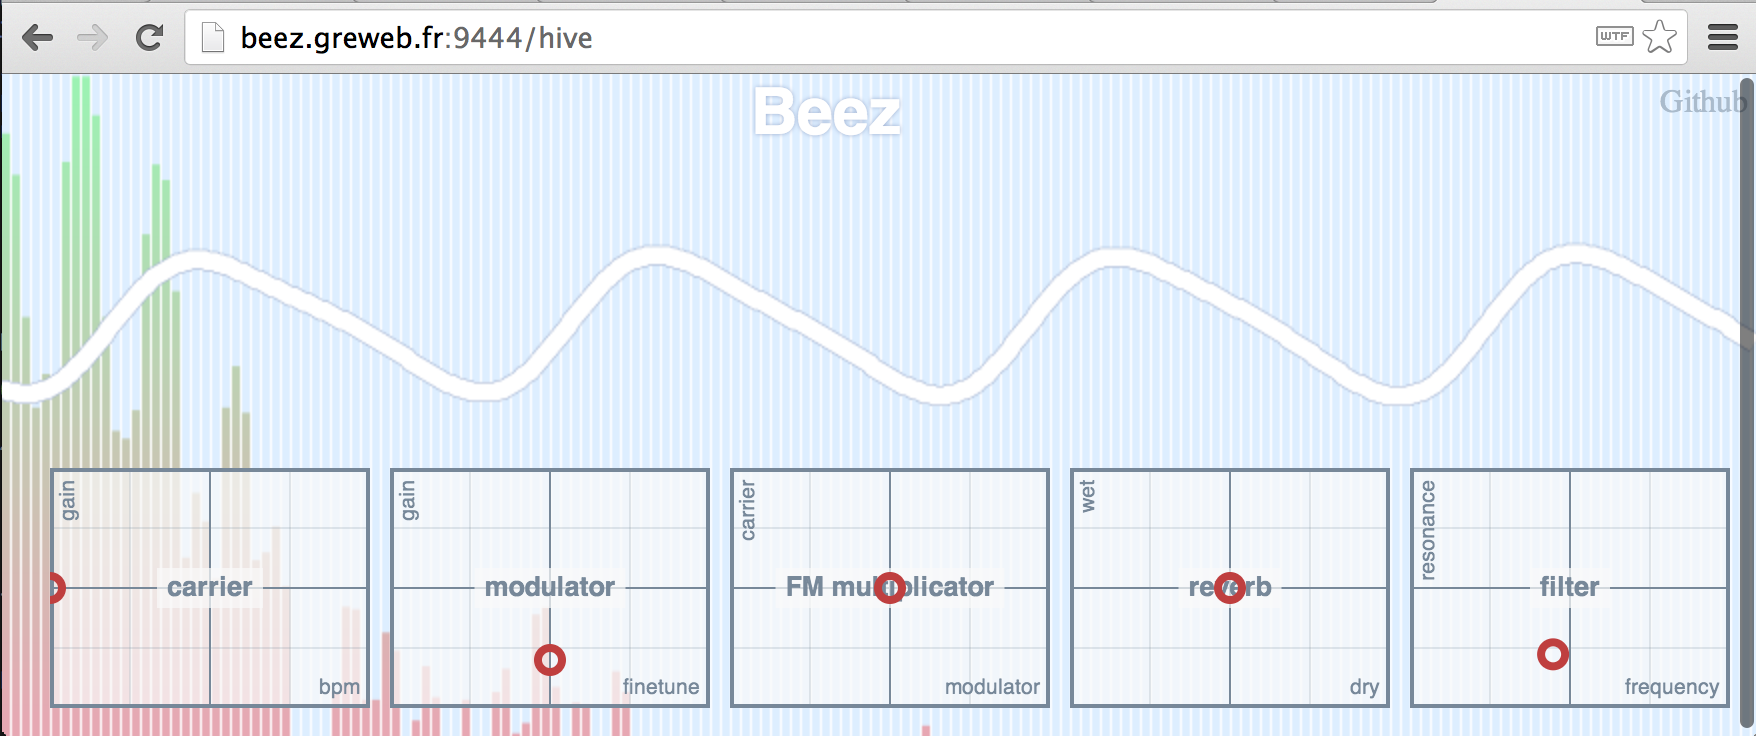 beez.greweb.fr:9444/hive
WTF
Beez
Github
gain
carrier
bpm
gain
modulator
finetune
carrier
FM multiplicator
modulator
wet
reverb
dry
resonance
filter
frequency